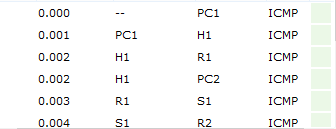 0.000 -- PC1 ICMP
0.001 PC1 H1 ICMP
0.002 H1 R1 ICMP
0.002 H1 PC2 ICMP
0.003 R1 S1 ICMP
0.004 S1 R2 ICMP